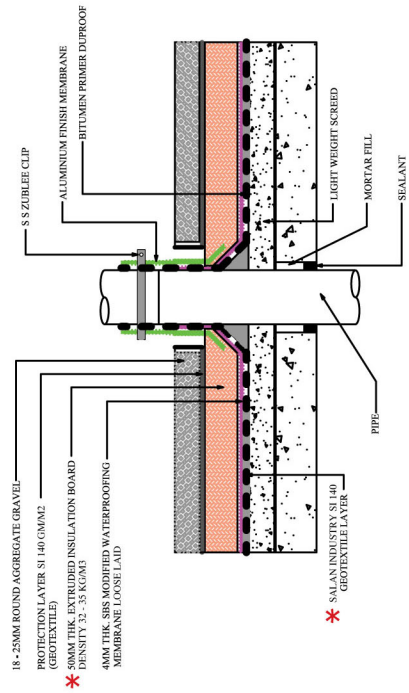 18 - 25MM ROUND AGGREGATE GRAVEL
PROTECTION LAYER SI 140 GM/M2
(GEOTEXTILE)
50MM THK. EXTRUDED INSULATION BOARD
DENSITY 32 - 35 KG/M3
4MM THK. SBS MODIFIED WATERPROOFING
MEMBRANE LOOSE LAID
S S ZUBLEE CLIP
ALUMINIUM FINISH MEMBRANE
BITUMEN PRIMER DUPROOF
SALAN INDUSTRY SI 140
GEOTEXTILE LAYER
PIPE
LIGHT WEIGHT SCREED
MORTAR FILL
SEALANT